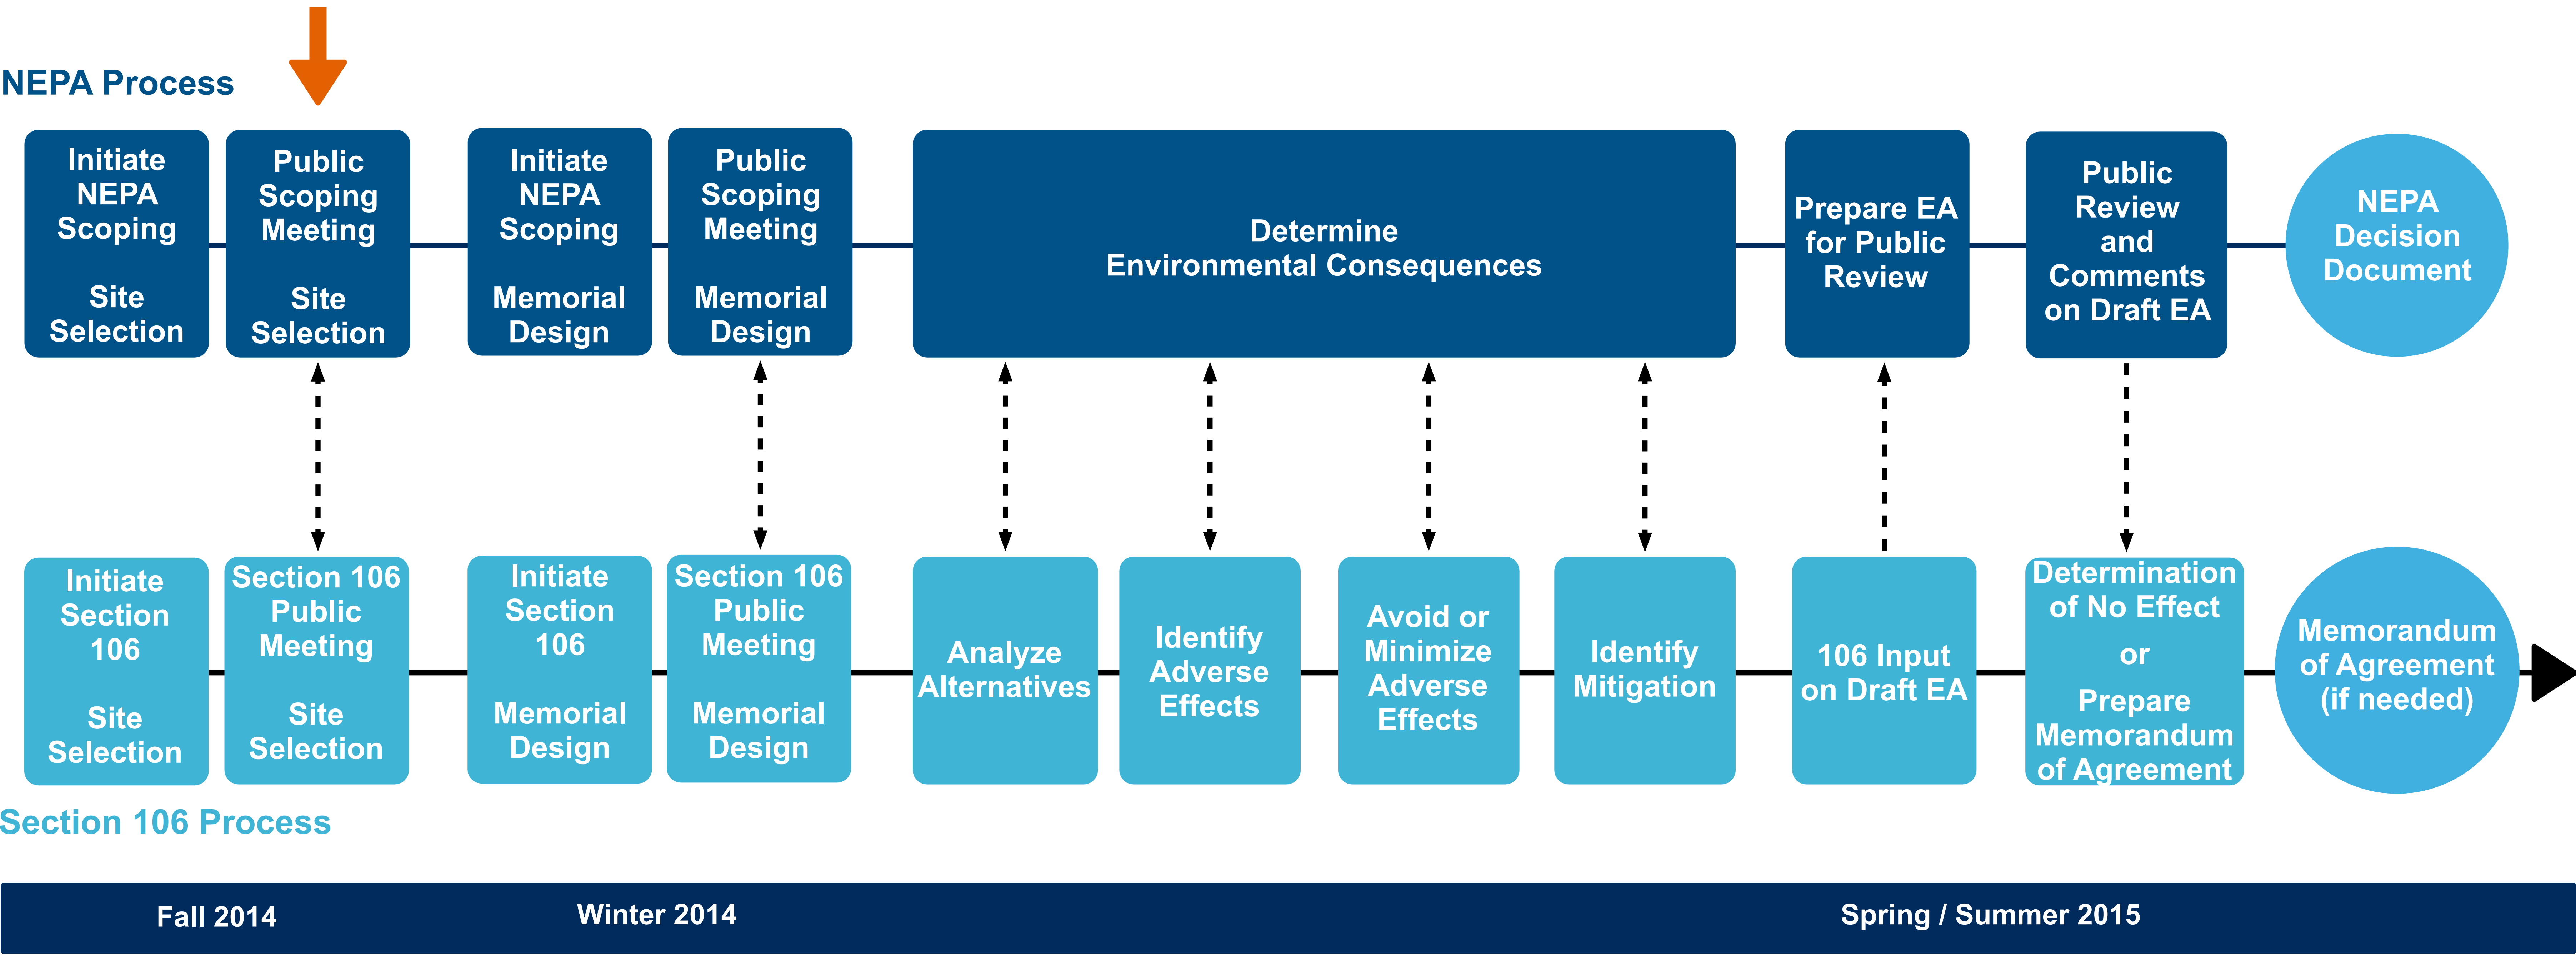 NEPA Process
Initiate
NEPA
Scoping
Site
Selection
Public
Scoping
Meeting
Site
Selection
Initiate
NEPA
Scoping
Memorial
Design
Public
Scoping
Meeting
Memorial
Design
Determine
Environmental Consequences
Prepare EA
for Public
Review
Public
Review
and
Comments
on Draft EA
NEPA
Decision
Document
Initiate
Section
106
Site
Selection
Section 106
Public
Meeting
Site
Selection
Initiate
Section
106
Memorial
Design
Section 106
Public
Meeting
Memorial
Design
Analyze
Alternatives
Identify
Adverse
Effects
Avoid or
Minimize
Adverse
Effects
Identify
Mitigation
106 Input
on Draft EA
Determination
of No Effect
or
Prepare
Memorandum
of Agreement
Memorandum
of Agreement
(if needed)
Section 106 Process
Fall 2014
Winter 2014
Spring / Summer 2015